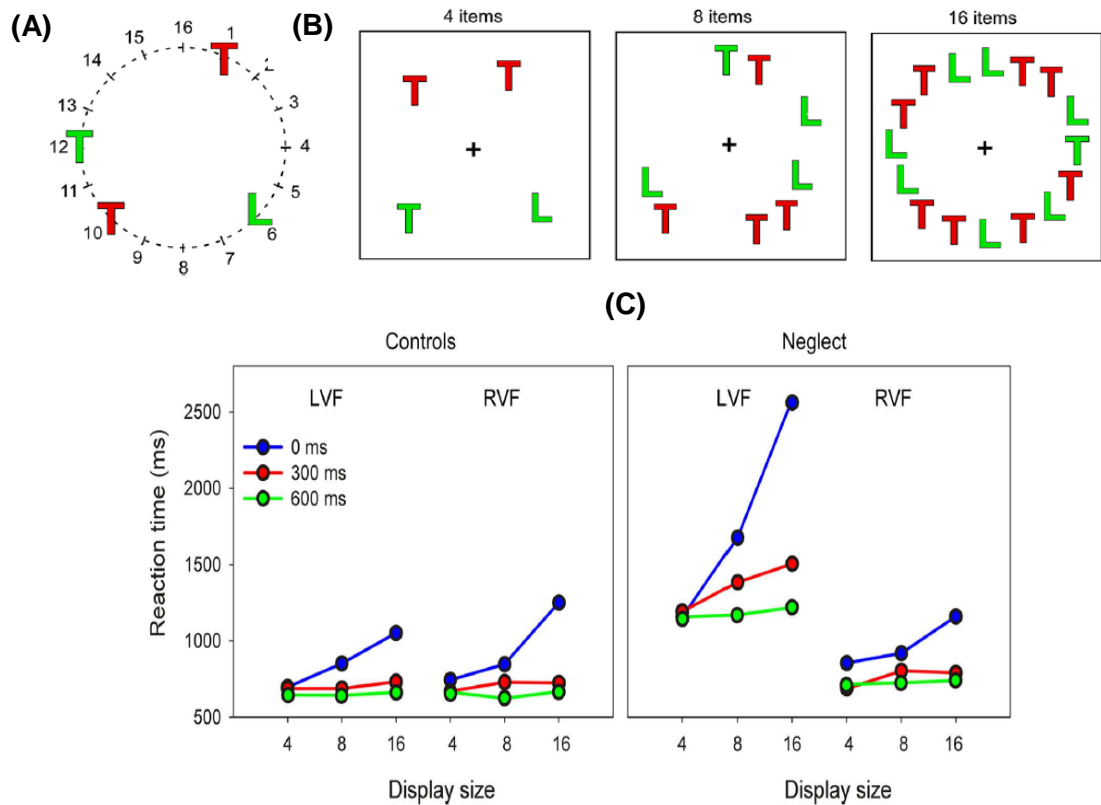 (A)
16
1
2
3
4
5
6
7
8
9
10
11
12
13
14
15
T
T
T
L
(B)
4 items
T
T
+
T
L
8 items
T
T
L
+
L
L
T
T
T
16 items
L
L
T
T
T
T
L
L
+
T
L
T
T
L
T
L
T
(C)
Controls
Neglect
LVF
RVF
LVF
RVF
0 ms
300 ms
600 ms
Reaction time (ms)
2500
2000
1500
1000
500
4 8 16 4 8 16
4 8 16 4 8 16
Display size
Display size